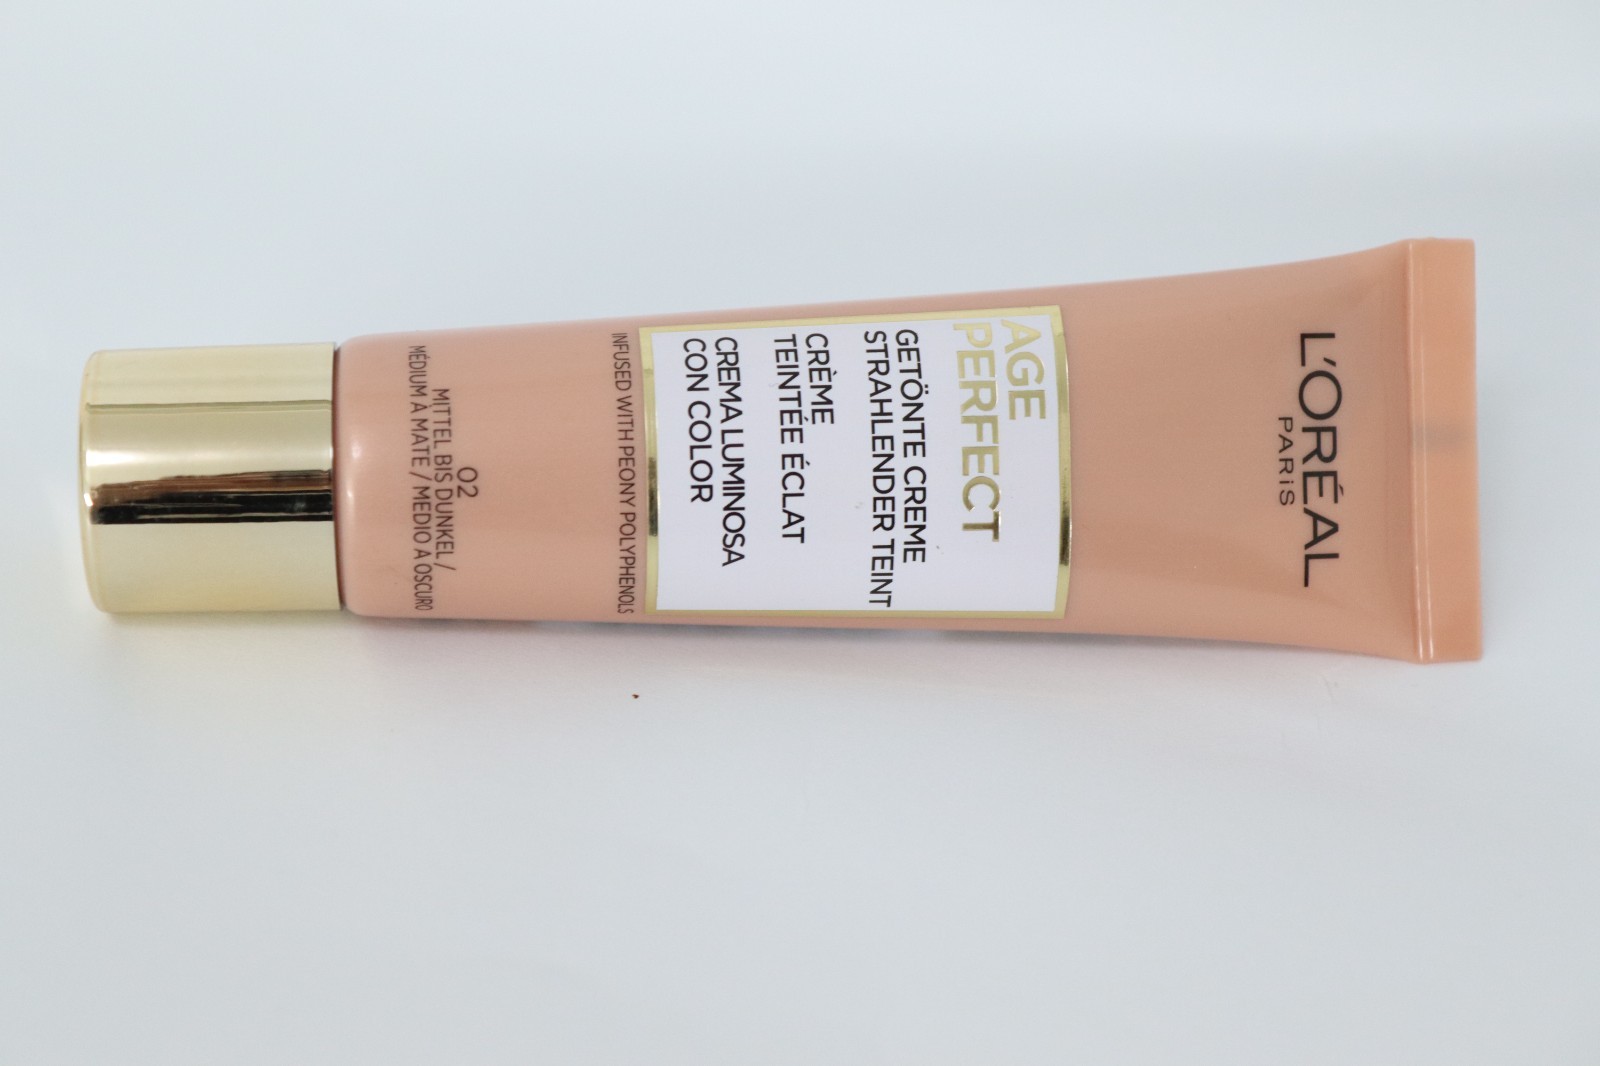 L'ORÉAL
PARiS
AGE
PERFECT
GETÖNTE CREME
STRAHLENDER TEINT
CRÈME
TEINTÉE ÉCLAT
CREMA LUMINOSA
CON COLOR
INFUSED WITH PEONY POLYPHENOLS
02
MITTEL BIS DUNKEL /
MÉDIUM À MATE / MEDIO A OSCURO